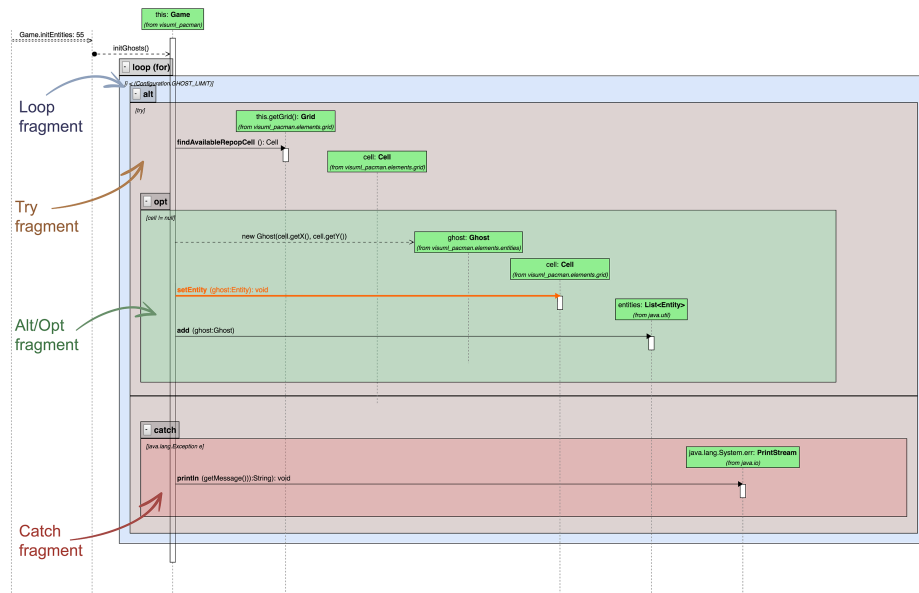 this: Game
(from visuml_pacman)
Game.initEntities: 55
initGhosts()
- loop (for)
[i < (Configuration.GHOST_LIMIT)]
Loop
fragment
- alt
[try]
this.getGrid(): Grid
(from visuml_pacman.elements.grid)
findAvailableRepopCell (): Cell
cell: Cell
(from visuml_pacman.elements.grid)
Try
fragment
- opt
[cell != null]
new Ghost(cell.getX(), cell.getY())
ghost: Ghost
(from visuml_pacman.elements.entities)
cell: Cell
(from visuml_pacman.elements.grid)
setEntity (ghost:Entity): void
entities: List<Entity>
(from java.util)
Alt/Opt
fragment
add (ghost:Ghost)
- catch
[java.lang.Exception e]
java.lang.System.err: PrintStream
(from java.io)
println (getMessage())):String): void
Catch
fragment